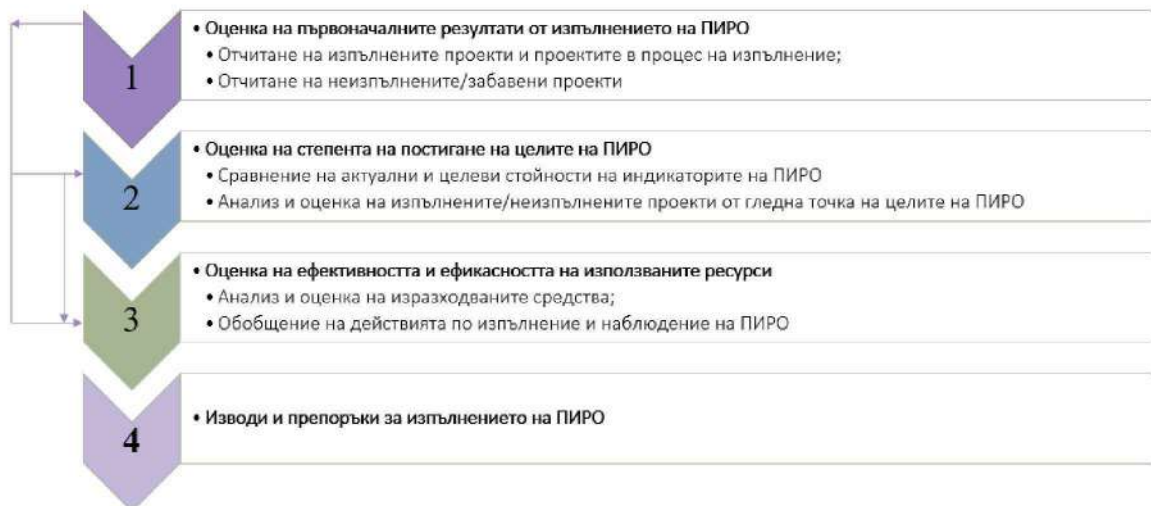 1
• Оценка на първоначалните резултати от изпълнението на ПИРО
• Отчитане на изпълнените проекти и проектите в процес на изпълнение;
• Отчитане на неизпълнените/забавени проекти
2
• Оценка на степента на постигане на целите на ПИРО
• Сравнение на актуални и целеви стойности на индикаторите на ПИРО
• Анализ и оценка на изпълнените/неизпълнените проекти от гледна точка на целите на ПИРО
3
• Оценка на ефективността и ефикасността на използваните ресурси
• Анализ и оценка на изразходваните средства;
• Обобщение на действията по изпълнение и наблюдение на ПИРО
4
• Изводи и препоръки за изпълнението на ПИРО